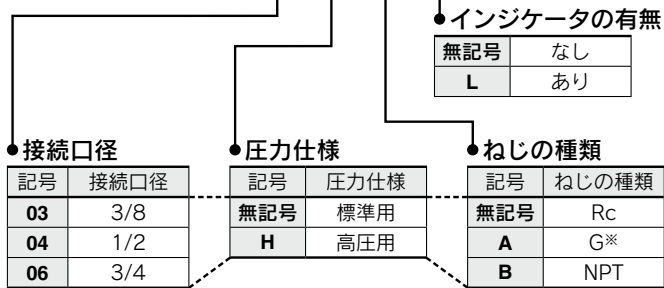 ●インジケータの有無
無記号 なし
L あり
●接続口径
記号 接続口径
03 3/8
04 1/2
06 3/4
●圧力仕様
記号 圧力仕様
無記号 標準用
H 高圧用
●ねじの種類
記号 ねじの種類
無記号 Rc
A G※
B NPT